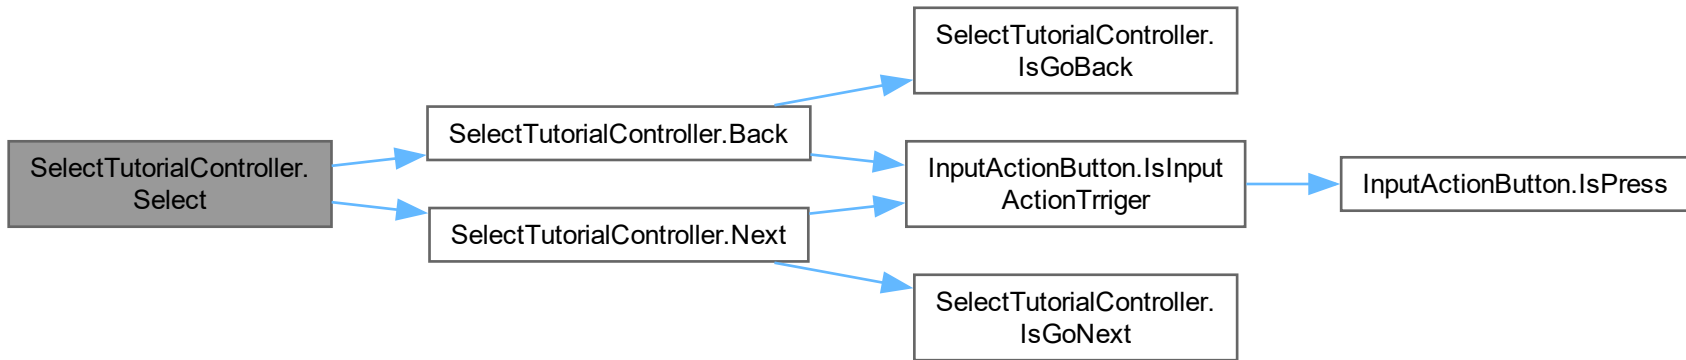 SelectTutorialController.
Select
SelectTutorialController.Back
SelectTutorialController.Next
SelectTutorialController.
IsGoBack
InputActionButton.IsInput
ActionTrriger
SelectTutorialController.
IsGoNext
InputActionButton.IsPress